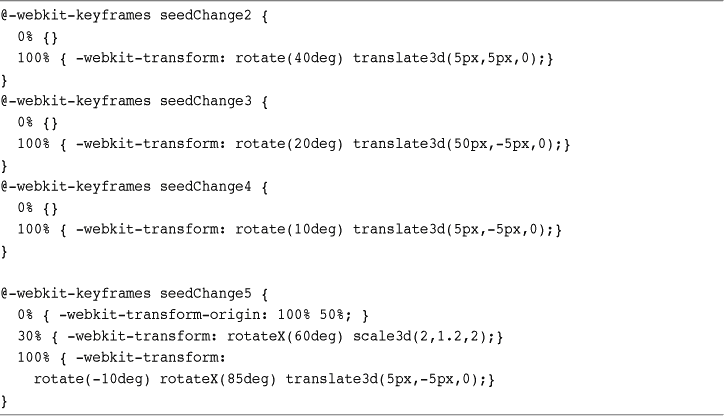 @-webkit-keyframes seedChange2 {
  0% {}
  100% { -webkit-transform: rotate(40deg) translate3d(5px,5px,0);}
}
@-webkit-keyframes seedChange3 {
  0% {}
  100% { -webkit-transform: rotate(20deg) translate3d(50px,-5px,0);}
}
@-webkit-keyframes seedChange4 {
  0% {}
  100% { -webkit-transform: rotate(10deg) translate3d(5px,-5px,0);}
}

@-webkit-keyframes seedChange5 {
  0% { -webkit-transform-origin: 100% 50%; }
  30% { -webkit-transform: rotateX(60deg) scale3d(2,1.2,2);}
  100% { -webkit-transform:
    rotate(-10deg) rotateX(85deg) translate3d(5px,-5px,0);}
}